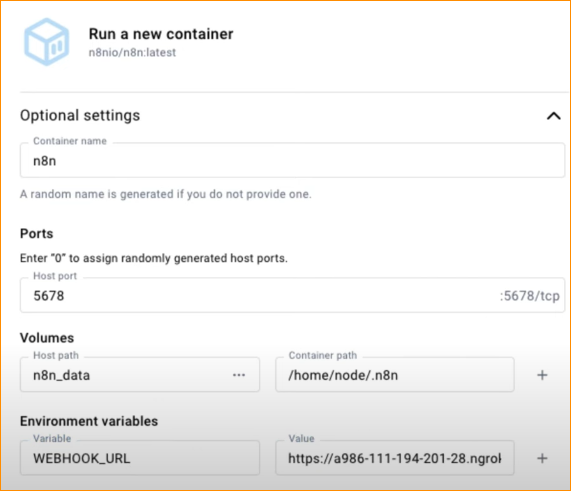 Run a new container
n8nio/n8n:latest
Optional settings
Container name
n8n
A random name is generated if you do not provide one.
Ports
Enter "0" to assign randomly generated host ports.
Host port
5678 :5678/tcp
Volumes
Host path Container path
n8n_data ··· /home/node/.n8n +
Environment variables
Variable Value
WEBHOOK_URL https://a986-111-194-201-28.ngrok +